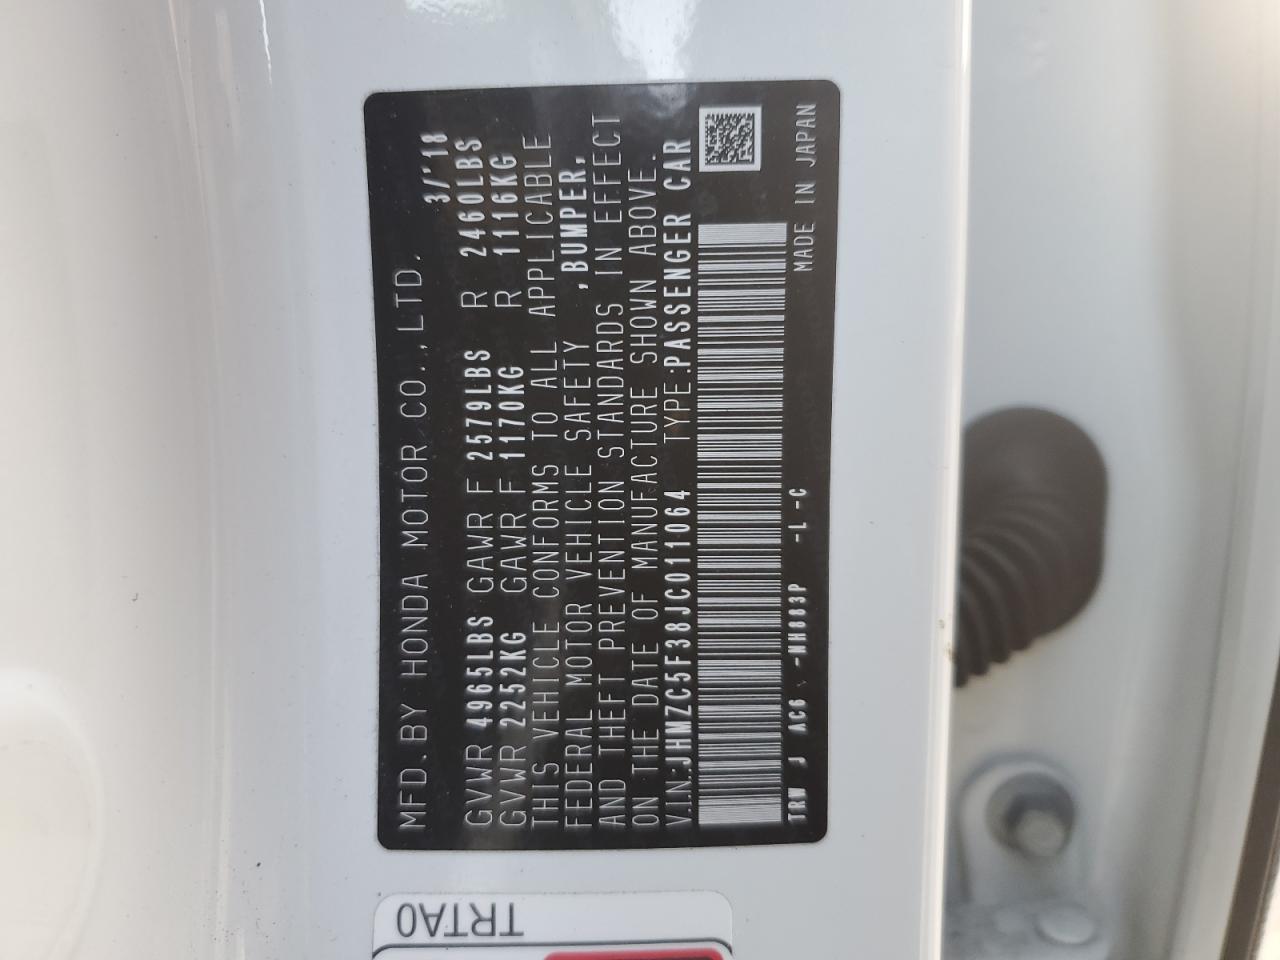 MFD.BY HONDA MOTOR CO.,LTD. 3/'18
GVWR 4965LBS GAWR F 2579LBS R 2460LBS
GVWR 2252KG GAWR F 1170KG R 1116KG
THIS VEHICLE CONFORMS TO ALL APPLICABLE
FEDERAL MOTOR VEHICLE SAFETY ,BUMPER,
AND THEFT PREVENTION STANDARDS IN EFFECT
ON THE DATE OF MANUFACTURE SHOWN ABOVE.
V.I.N.:JHMZC5F38JC011064 TYPE:PASSENGER CAR
TRW J AC6 -NH883P -L-C MADE IN JAPAN
TRTA0